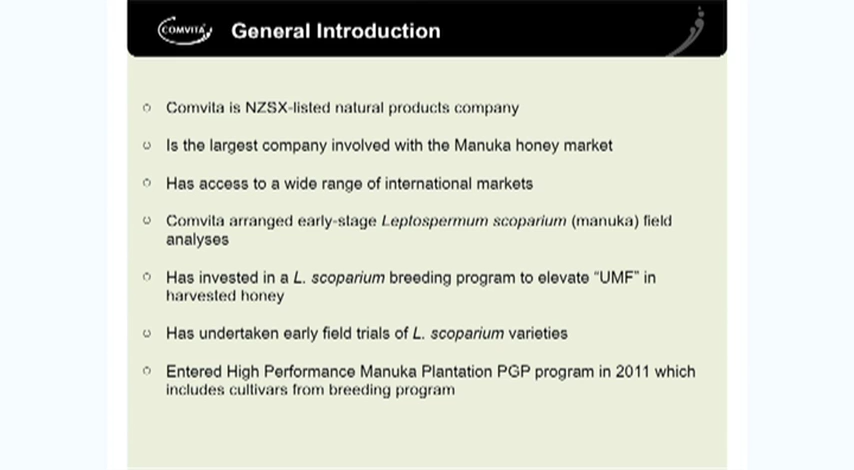 COMVITA
General Introduction
Comvita is NZSX-listed natural products company
Is the largest company involved with the Manuka honey market
Has access to a wide range of international markets
Comvita arranged early-stage Leptospermum scoparium (manuka) field
analyses
Has invested in a L. scoparium breeding program to elevate “UMF” in
harvested honey
Has undertaken early field trials of L. scoparium varieties
Entered High Performance Manuka Plantation PGP program in 2011 which
includes cultivars from breeding program